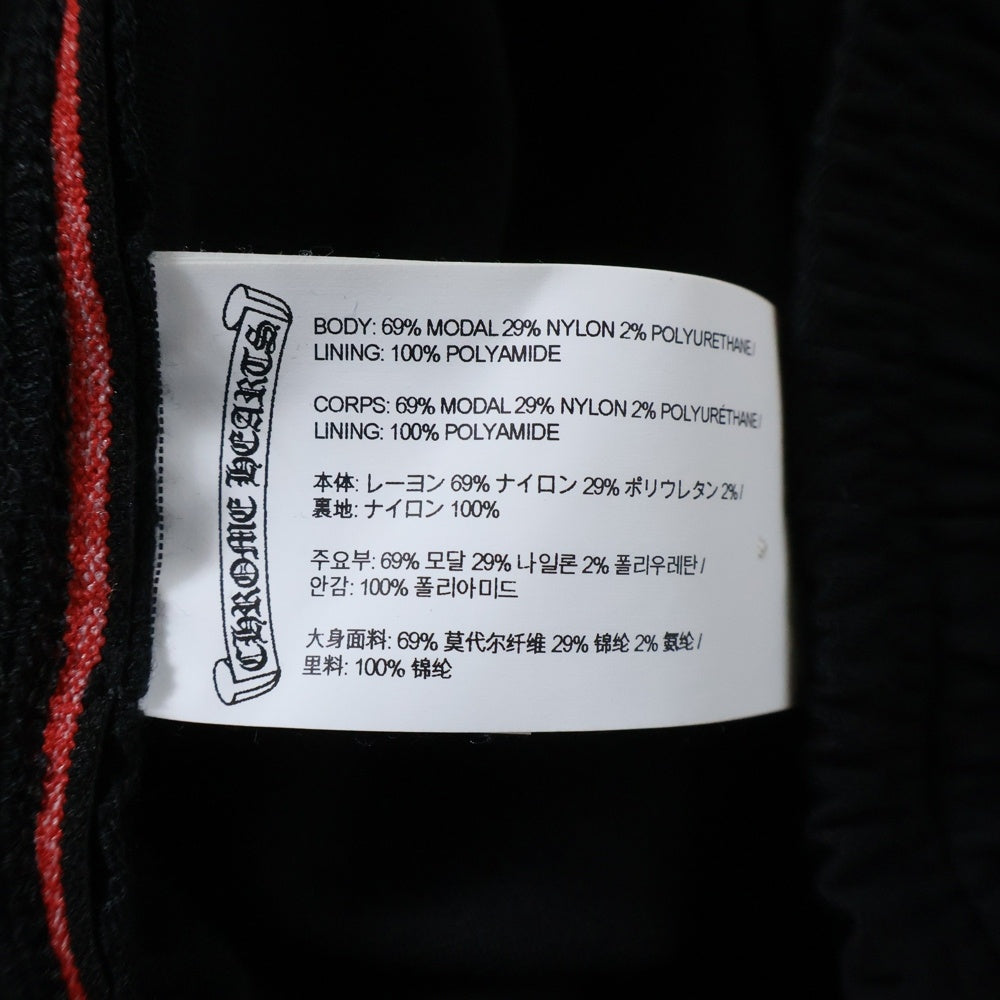 CHROME HEARTS
BODY: 69% MODAL 29% NYLON 2% POLYURETHANE/
LINING: 100% POLYAMIDE
CORPS: 69% MODAL 29% NYLON 2% POLYURÉTHANE/
LINING: 100% POLYAMIDE
本体: レーヨン 69% ナイロン 29% ポリウレタン 2%/
裏地: ナイロン 100%
주요부: 69% 모달 29% 나일론 2% 폴리우레탄/
안감: 100% 폴리아미드
大身面料: 69% 莫代尔纤维 29% 锦纶 2% 氨纶/
里料: 100% 锦纶